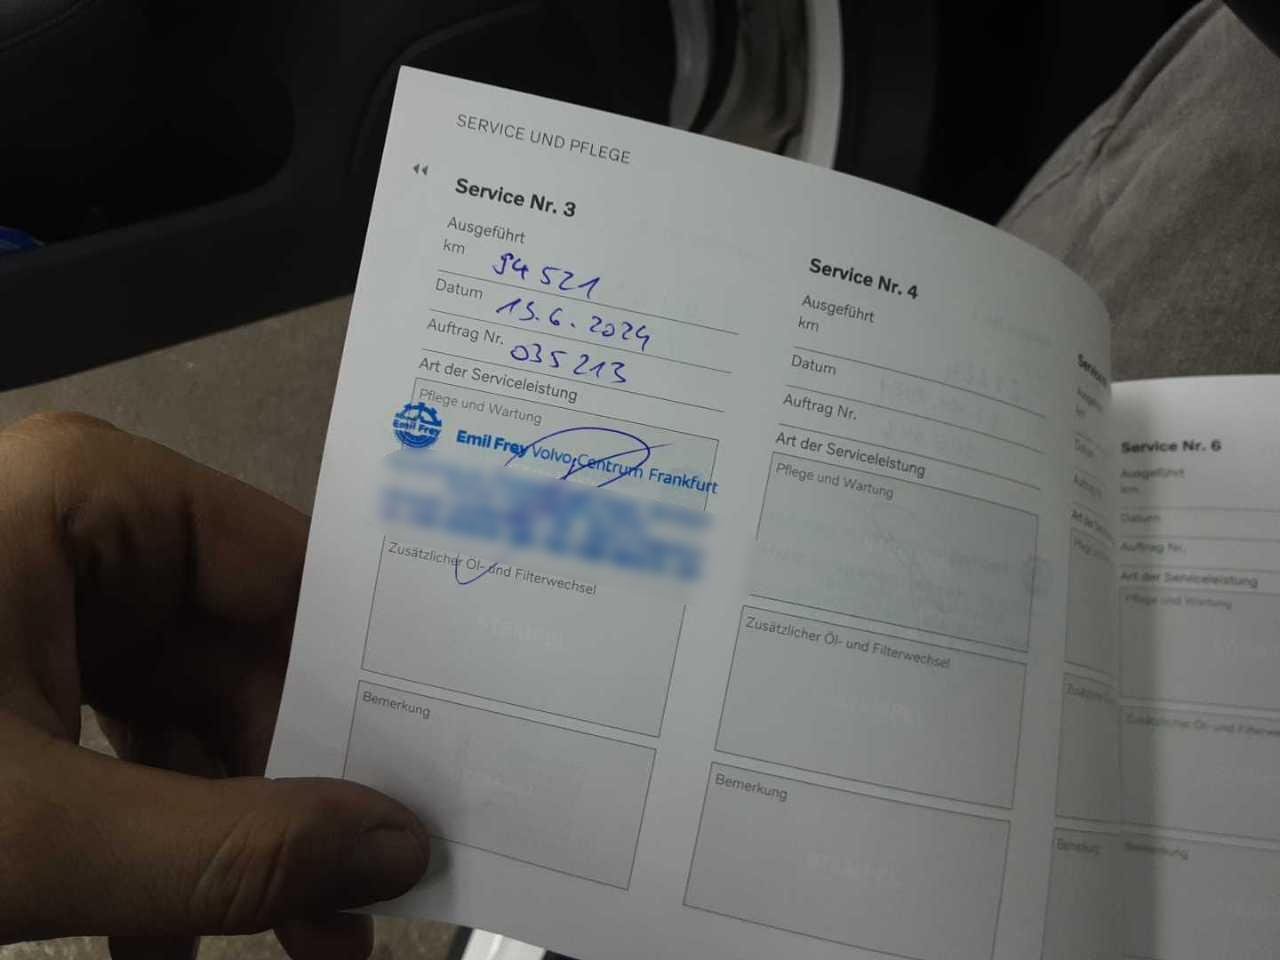 SERVICE UND PFLEGE
Service Nr. 3
Ausgeführt
km 94 521
Datum 13.6.2024
Auftrag Nr. 035213
Art der Serviceleistung
Pflege und Wartung
Emil Frey
Emil Frey Volvo Centrum Frankfurt
Zusätzlicher Öl- und Filterwechsel
Bemerkung
Service Nr. 4
Ausgeführt
km
Datum
Auftrag Nr.
Art der Serviceleistung
Pflege und Wartung
Zusätzlicher Öl- und Filterwechsel
Bemerkung
Service Nr. 6
Ausgeführt
km
Datum
Auftrag Nr.
Art der Serviceleistung
Pflege und Wartung
Zusätzlicher Öl- und
Bemerkung